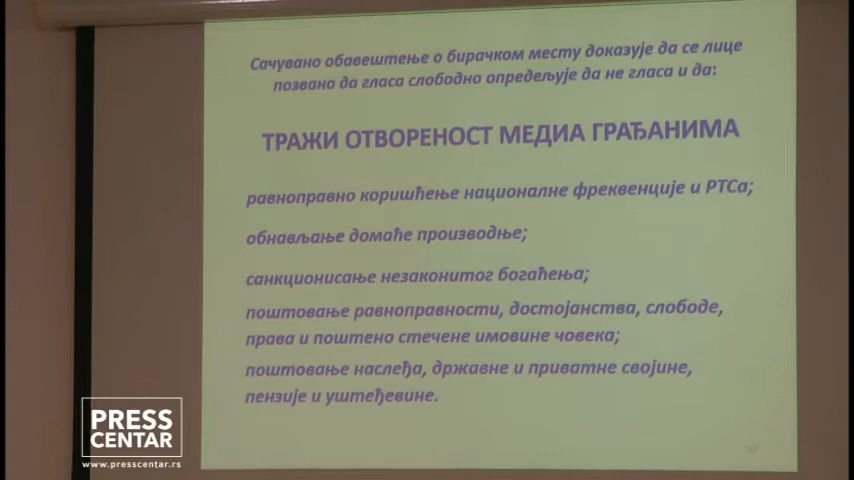 Сачувано обавештење о бирачком месту доказује да се лице
позвано да гласа слободно опредељује да не гласа и да:
ТРАЖИ ОТВОРЕНОСТ МЕДИА ГРАЂАНИМА
равноправно коришћење националне фреквенције и РТСа;
обнављање домаће производње;
санкционисање незаконитог богаћења;
поштовање равноправности, достојанства, слободе,
права и поштено стечене имовине човека;
поштовање наслеђа, државне и приватне својине,
пензије и уштеђевине.
PRESS
CENTAR
www.presscentar.rs